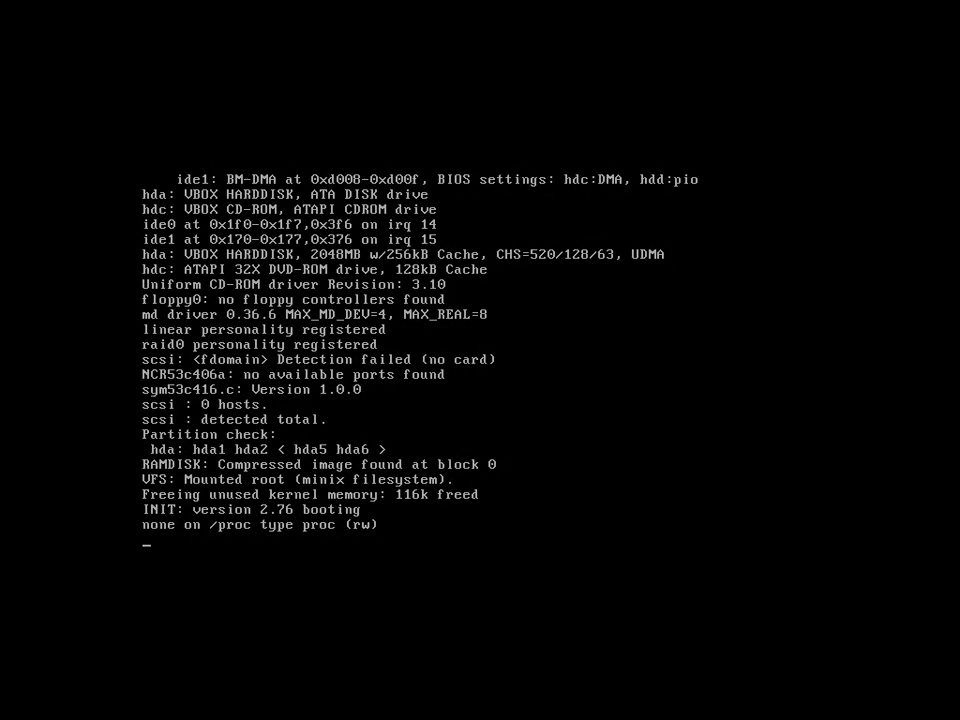 ide1: BM-DMA at 0xd008-0xd00f, BIOS settings: hdc:DMA, hdd:pio
hda: VBOX HARDDISK, ATA DISK drive
hdc: VBOX CD-ROM, ATAPI CDROM drive
ide0 at 0x1f0-0x1f7,0x3f6 on irq 14
ide1 at 0x170-0x177,0x376 on irq 15
hda: VBOX HARDDISK, 2048MB w/256kB Cache, CHS=520/128/63, UDMA
hdc: ATAPI 32X DVD-ROM drive, 128kB Cache
Uniform CD-ROM driver Revision: 3.10
floppy0: no floppy controllers found
md driver 0.36.6 MAX_MD_DEV=4, MAX_REAL=8
linear personality registered
raid0 personality registered
scsi: <fdomain> Detection failed (no card)
NCR53c406a: no available ports found
sym53c416.c: Version 1.0.0
scsi : 0 hosts.
scsi : detected total.
Partition check:
hda: hda1 hda2 < hda5 hda6 >
RAMDISK: Compressed image found at block 0
VFS: Mounted root (minix filesystem).
Freeing unused kernel memory: 116k freed
INIT: version 2.76 booting
none on /proc type proc (rw)
_